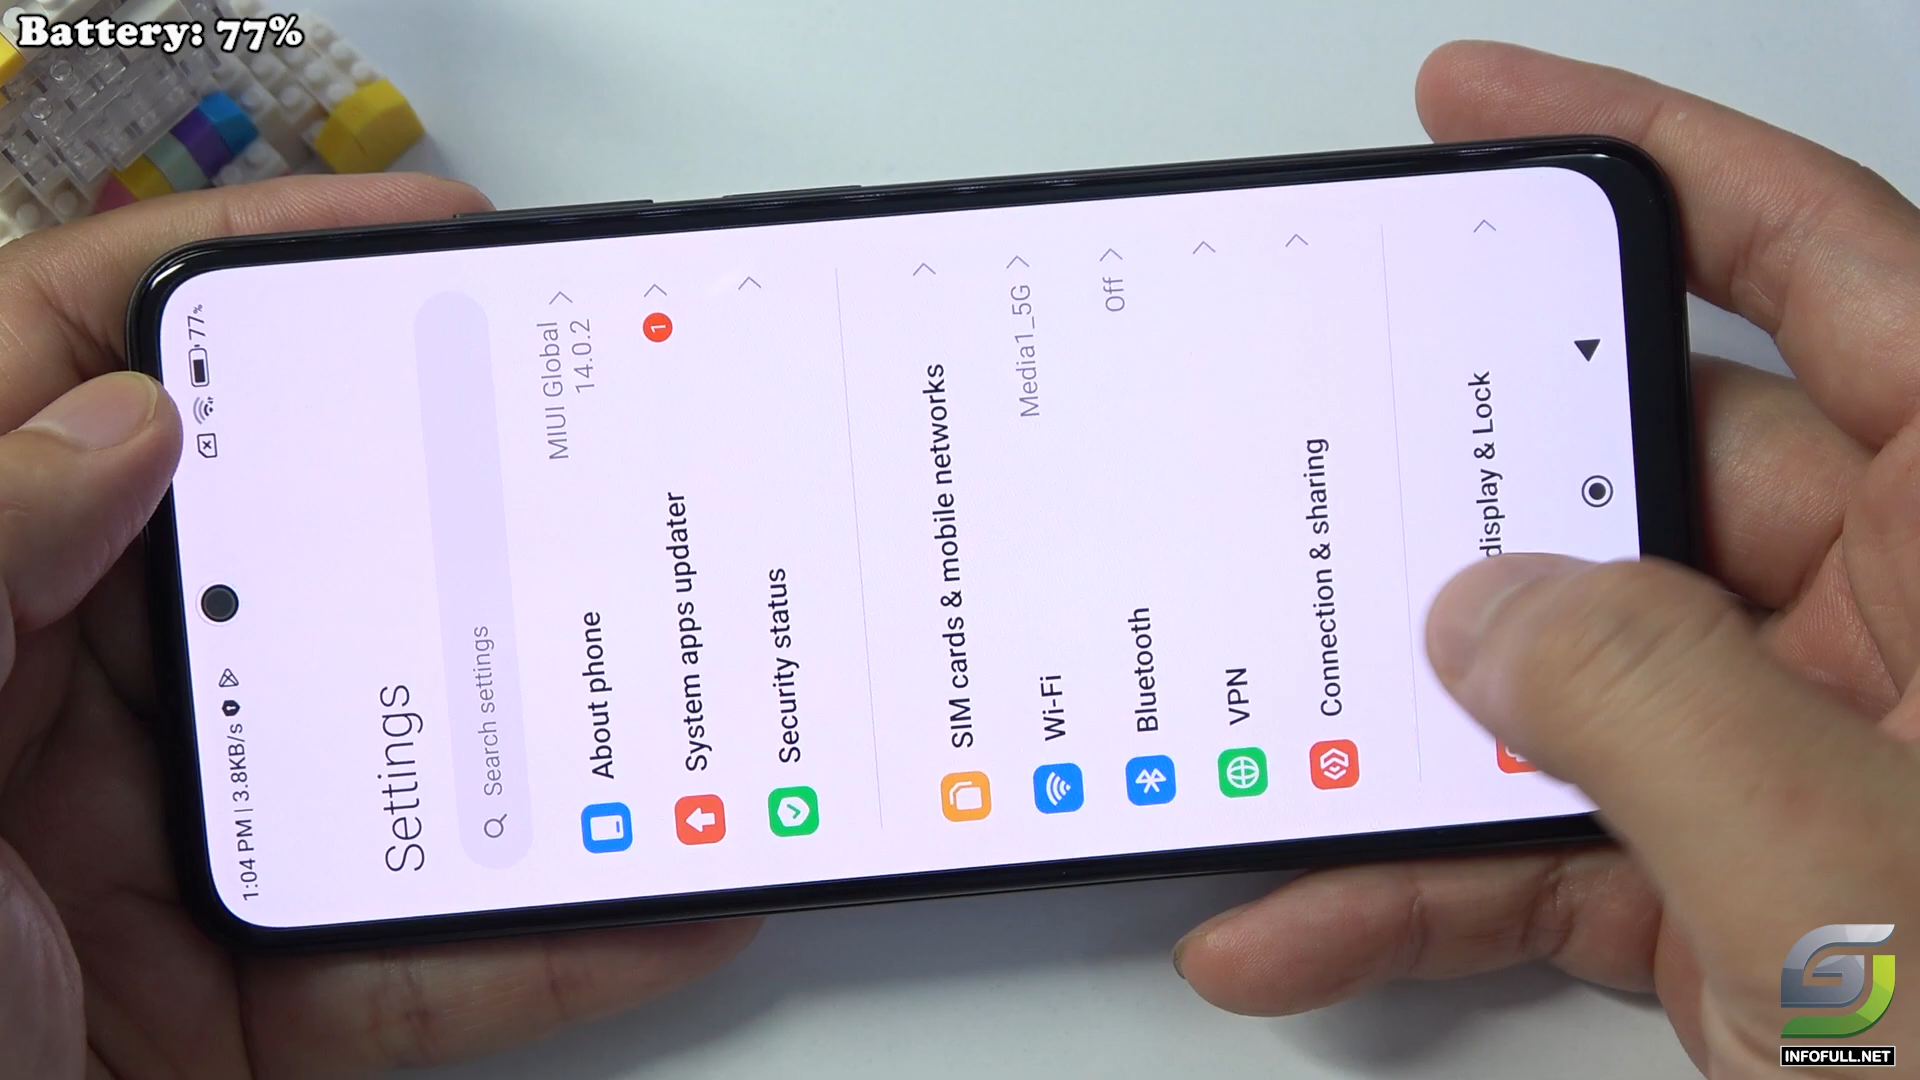 Battery: 77%
1:04 PM | 3.8KB/s
77%
Settings
Search settings
About phone
MIUI Global
14.0.2
System apps updater
1
Security status
SIM cards & mobile networks
Wi-Fi
Media1_5G
Bluetooth
Off
VPN
Connection & sharing
display & Lock
INFOFULL.NET